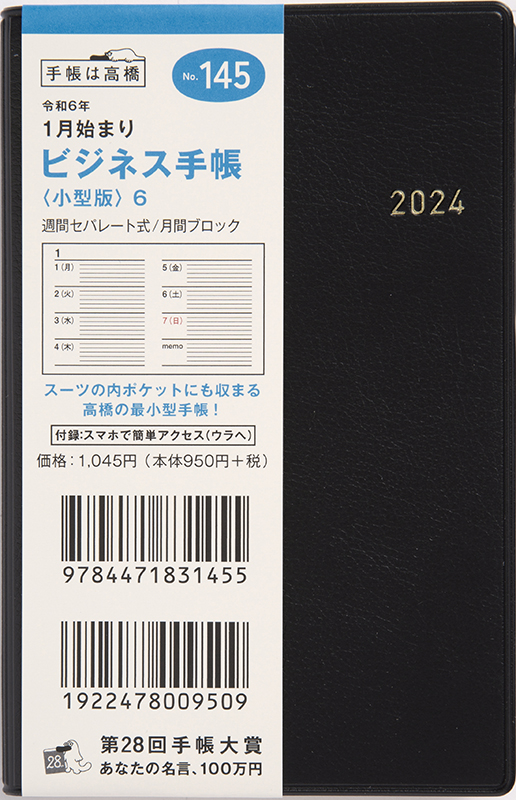 手帳は高橋
No.145
令和6年
1月始まり
ビジネス手帳
〈小型版〉6
週間セパレート式/月間ブロック
1
1(月)
5(金)
2(火)
6(土)
3(水)
7(日)
4(木)
memo
スーツの内ポケットにも収まる
高橋の最小型手帳!
付録:スマホで簡単アクセス(ウラへ)
価格:1,045円(本体950円+税)
9784471831455
1922478009509
28th
第28回手帳大賞
あなたの名言、100万円
2024